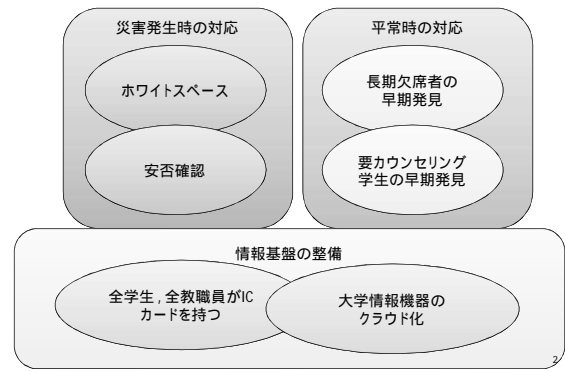 災害発生時の対応
ホワイトスペース
安否確認
平常時の対応
長期欠席者の
早期発見
要カウンセリング
学生の早期発見
情報基盤の整備
全学生，全教職員がIC
カードを持つ
大学情報機器の
クラウド化
2